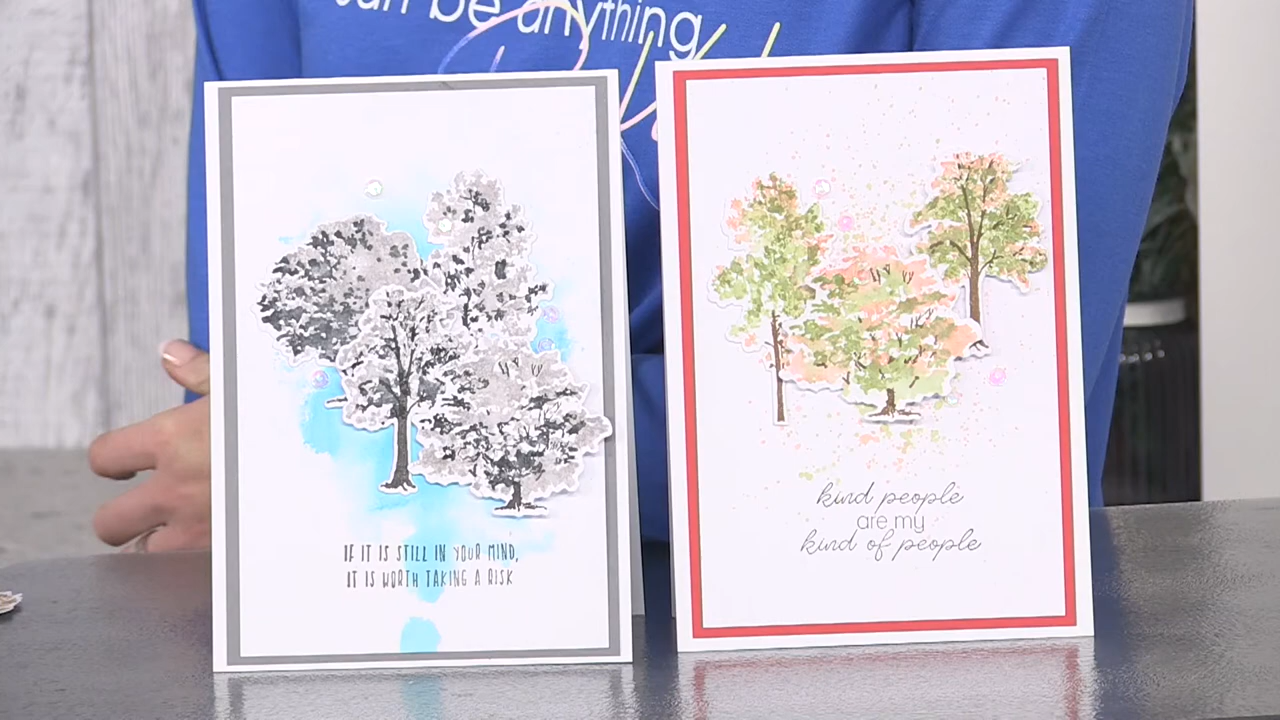 can be anything
IF IT IS STILL IN YOUR MIND,
IT IS WORTH TAKING A RISK
kind people
are my
kind of people